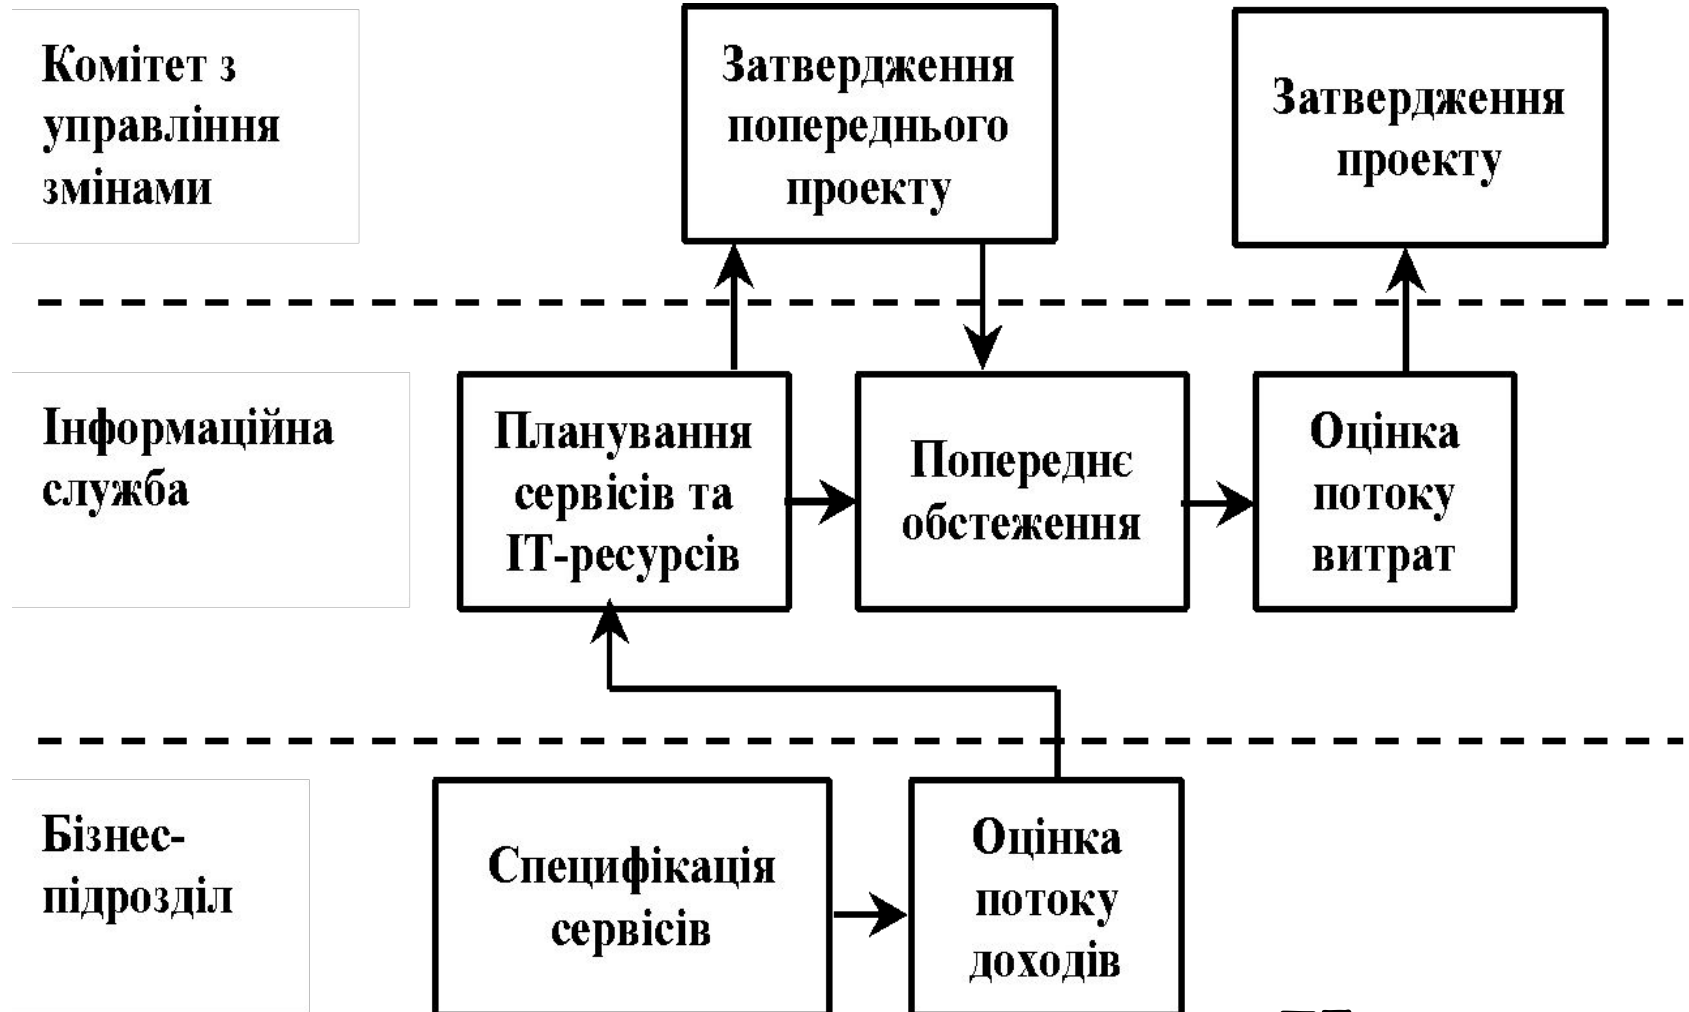 Комітет з
управління
змінами
Затвердження
попереднього
проекту
Затвердження
проекту
Інформаційна
служба
Планування
сервісів та
ІТ-ресурсів
Попереднє
обстеження
Оцінка
потоку
витрат
Бізнес-
підрозділ
Специфікація
сервісів
Оцінка
потоку
доходів